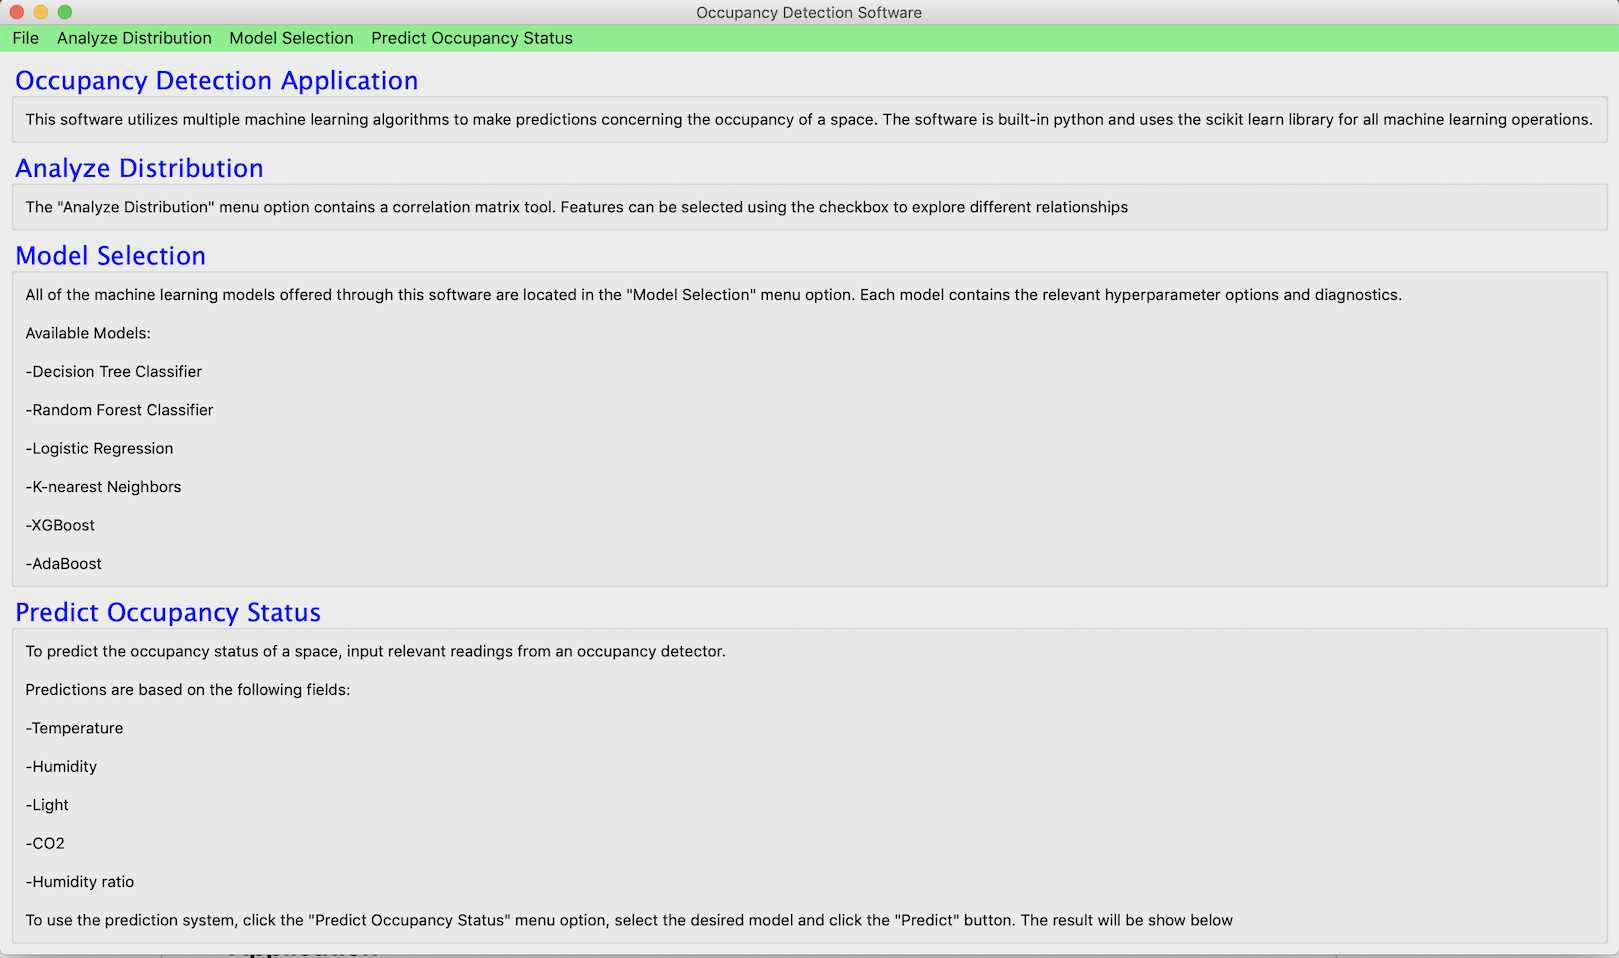 Occupancy Detection Software
File Analyze Distribution Model Selection Predict Occupancy Status
Occupancy Detection Application
This software utilizes multiple machine learning algorithms to make predictions concerning the occupancy of a space. The software is built-in python and uses the scikit learn library for all machine learning operations.
Analyze Distribution
The "Analyze Distribution" menu option contains a correlation matrix tool. Features can be selected using the checkbox to explore different relationships
Model Selection
All of the machine learning models offered through this software are located in the "Model Selection" menu option. Each model contains the relevant hyperparameter options and diagnostics.
Available Models:
-Decision Tree Classifier
-Random Forest Classifier
-Logistic Regression
-K-nearest Neighbors
-XGBoost
-AdaBoost
Predict Occupancy Status
To predict the occupancy status of a space, input relevant readings from an occupancy detector.
Predictions are based on the following fields:
-Temperature
-Humidity
-Light
-CO2
-Humidity ratio
To use the prediction system, click the "Predict Occupancy Status" menu option, select the desired model and click the "Predict" button. The result will be show below